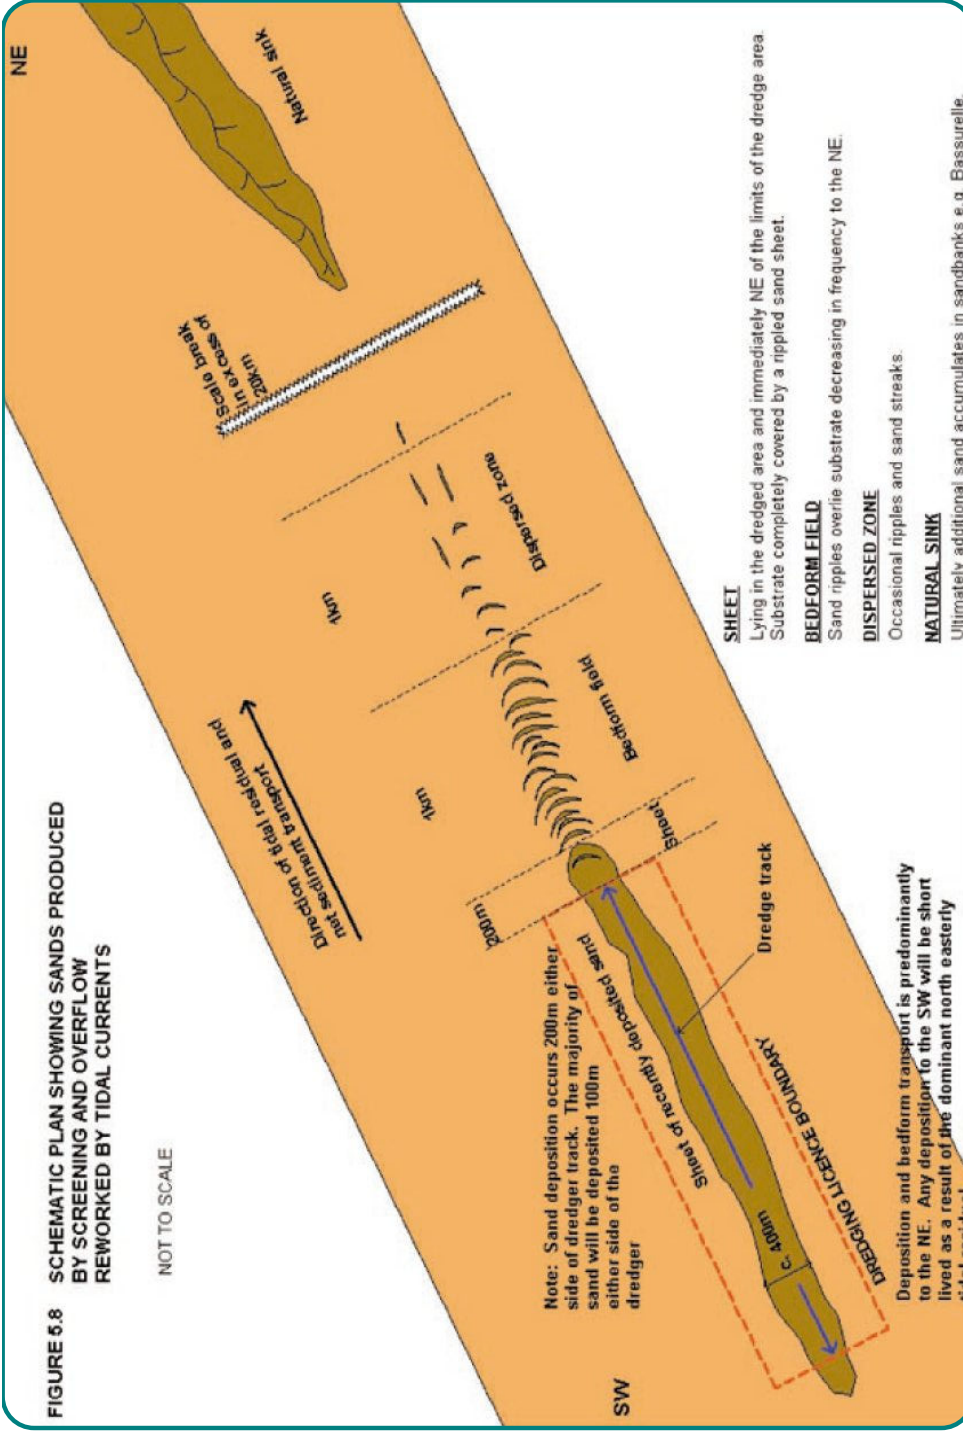 FIGURE 5.8 SCHEMATIC PLAN SHOWING SANDS PRODUCED
BY SCREENING AND OVERFLOW
REWORKED BY TIDAL CURRENTS
NOT TO SCALE
NE
Natural sink
Scale break
in excess of
20km
Direction of tidal residual and
net sediment transport
1km
1km
200m
Dispersed zone
Bedform field
Sheet
Note: Sand deposition occurs 200m either
side of dredger track. The majority of
sand will be deposited 100m
either side of the
dredger
Sheet of recently deposited sand
Dredge track
C. 400m
DREDGING LICENCE BOUNDARY
SW
SHEET
Lying in the dredged area and immediately NE of the limits of the dredge area.
Substrate completely covered by a rippled sand sheet.
BEDFORM FIELD
Sand ripples overlie substrate decreasing in frequency to the NE.
DISPERSED ZONE
Occasional ripples and sand streaks.
NATURAL SINK
Ultimately additional sand accumulates in sandbanks e.g. Bassurelle.
Deposition and bedform transport is predominantly
to the NE. Any deposition to the SW will be short
lived as a result of the dominant north easterly